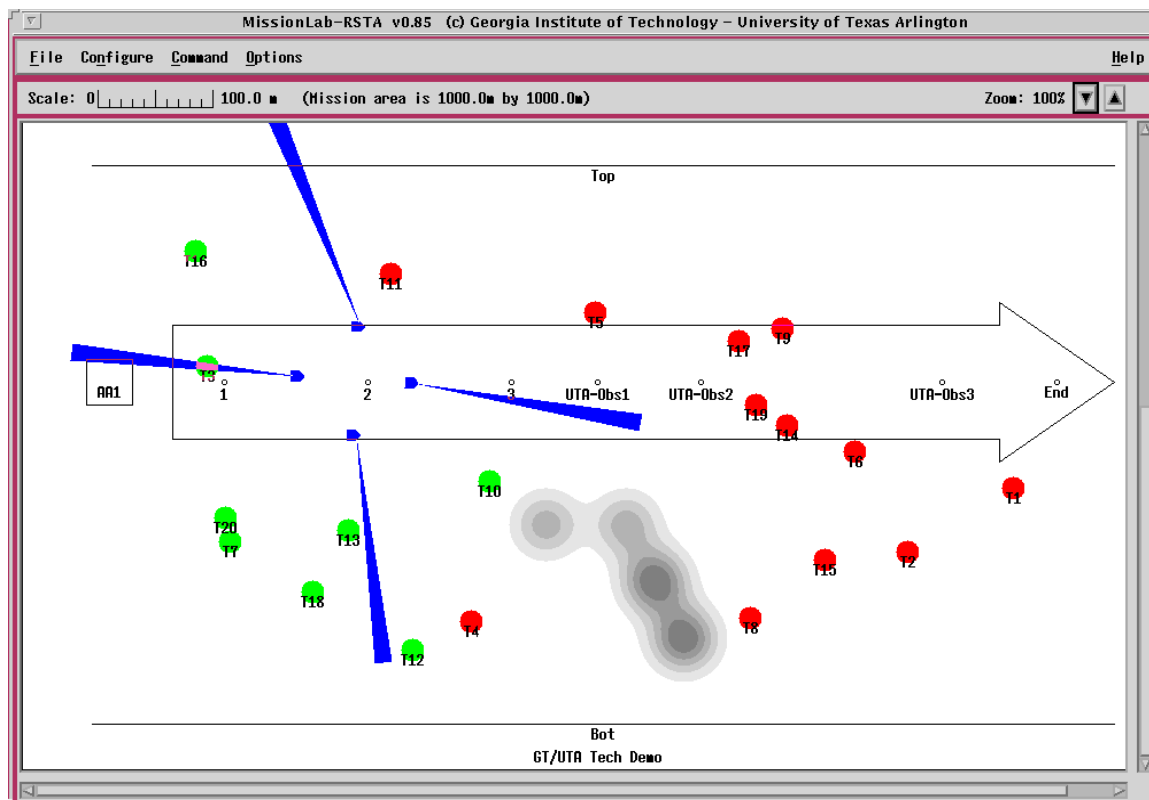 MissionLab-RSTA v0.85 (c) Georgia Institute of Technology - University of Texas Arlington
File Configure Command Options Help
Scale: 0 100.0 m (Mission area is 1000.0m by 1000.0m) Zoom: 100%
Top
T16
T11
T5
T9
T17
T3
AA1 1 2 3 UTA-Obs1 UTA-Obs2 UTA-Obs3 End
T19
T14
T6
T10
T1
T20
T13
T7
T2
T15
T18
T4
T8
T12
Bot
GT/UTA Tech Demo